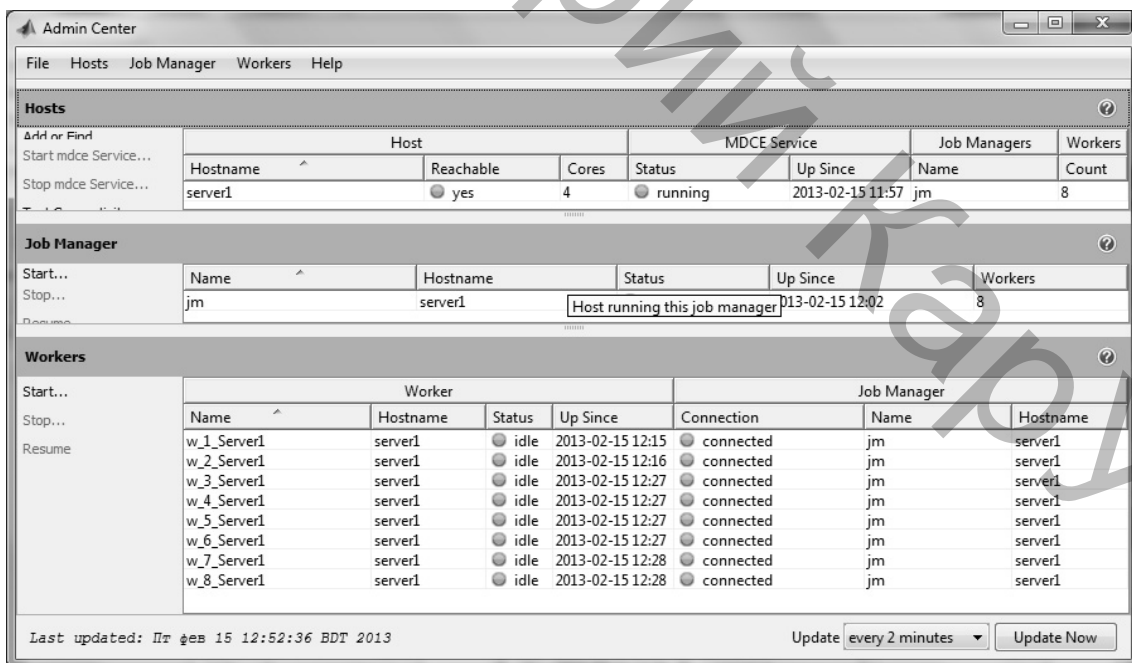 Admin Center
File Hosts Job Manager Workers Help
Hosts
Add or Find
Start mdce Service...
Stop mdce Service...
Host MDCE Service Job Managers Workers
Hostname Reachable Cores Status Up Since Name Count
server1 yes 4 running 2013-02-15 11:57 jm 8
Job Manager
Start...
Stop...
Resume
Name Hostname Status Up Since Workers
jm server1 Host running this job manager 013-02-15 12:02 8
Workers
Start...
Stop...
Resume
Worker Job Manager
Name Hostname Status Up Since Connection Name Hostname
w_1_Server1 server1 idle 2013-02-15 12:15 connected jm server1
w_2_Server1 server1 idle 2013-02-15 12:16 connected jm server1
w_3_Server1 server1 idle 2013-02-15 12:27 connected jm server1
w_4_Server1 server1 idle 2013-02-15 12:27 connected jm server1
w_5_Server1 server1 idle 2013-02-15 12:27 connected jm server1
w_6_Server1 server1 idle 2013-02-15 12:27 connected jm server1
w_7_Server1 server1 idle 2013-02-15 12:28 connected jm server1
w_8_Server1 server1 idle 2013-02-15 12:28 connected jm server1
Last updated: Пт фев 15 12:52:36 BDT 2013 Update every 2 minutes Update Now